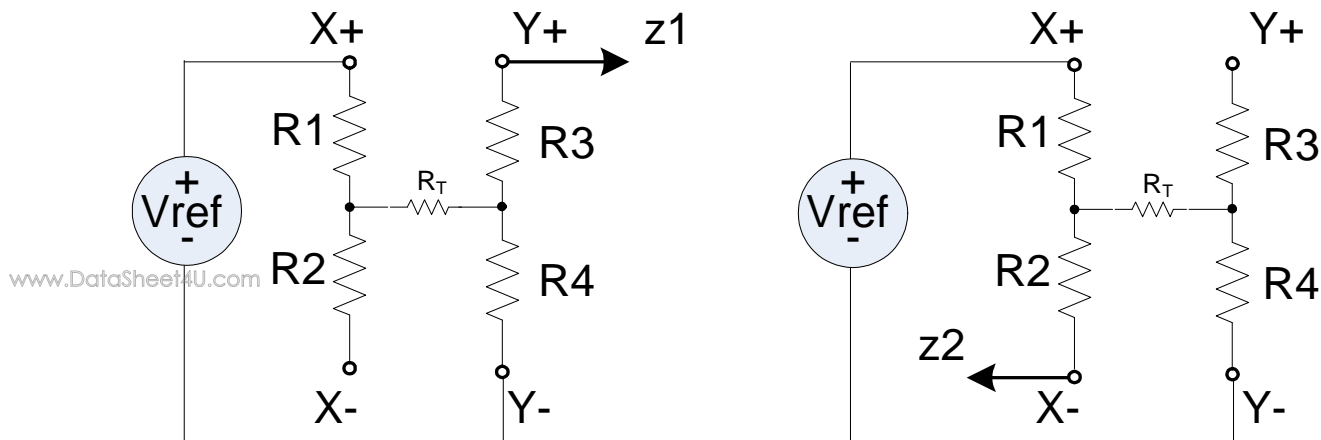 X+ Y+ z1
R1 R3
RT
+
Vref
-
R2 R4
X- Y-
www.DataSheet4U.com
X+ Y+
R1 R3
RT
+
Vref
-
R2 R4
z2
X- Y-